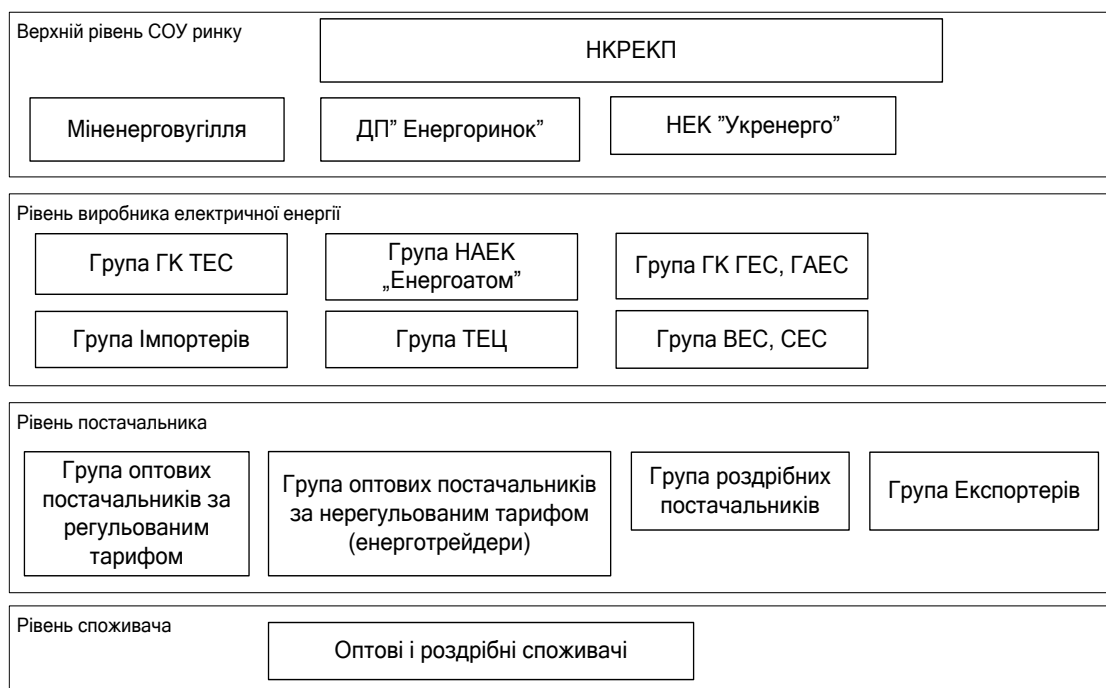 Верхній рівень СОУ ринку
НКРЕКП
Міненерговугілля
ДП” Енергоринок”
НЕК ”Укренерго”
Рівень виробника електричної енергії
Група ГК ТЕС
Група НАЕК
„Енергоатом”
Група ГК ГЕС, ГАЕС
Група Імпортерів
Група ТЕЦ
Група ВЕС, СЕС
Рівень постачальника
Група оптових
постачальників за
регульованим
тарифом
Група оптових постачальників
за нерегульованим тарифом
(енерготрейдери)
Група роздрібних
постачальників
Група Експортерів
Рівень споживача
Оптові і роздрібні споживачі